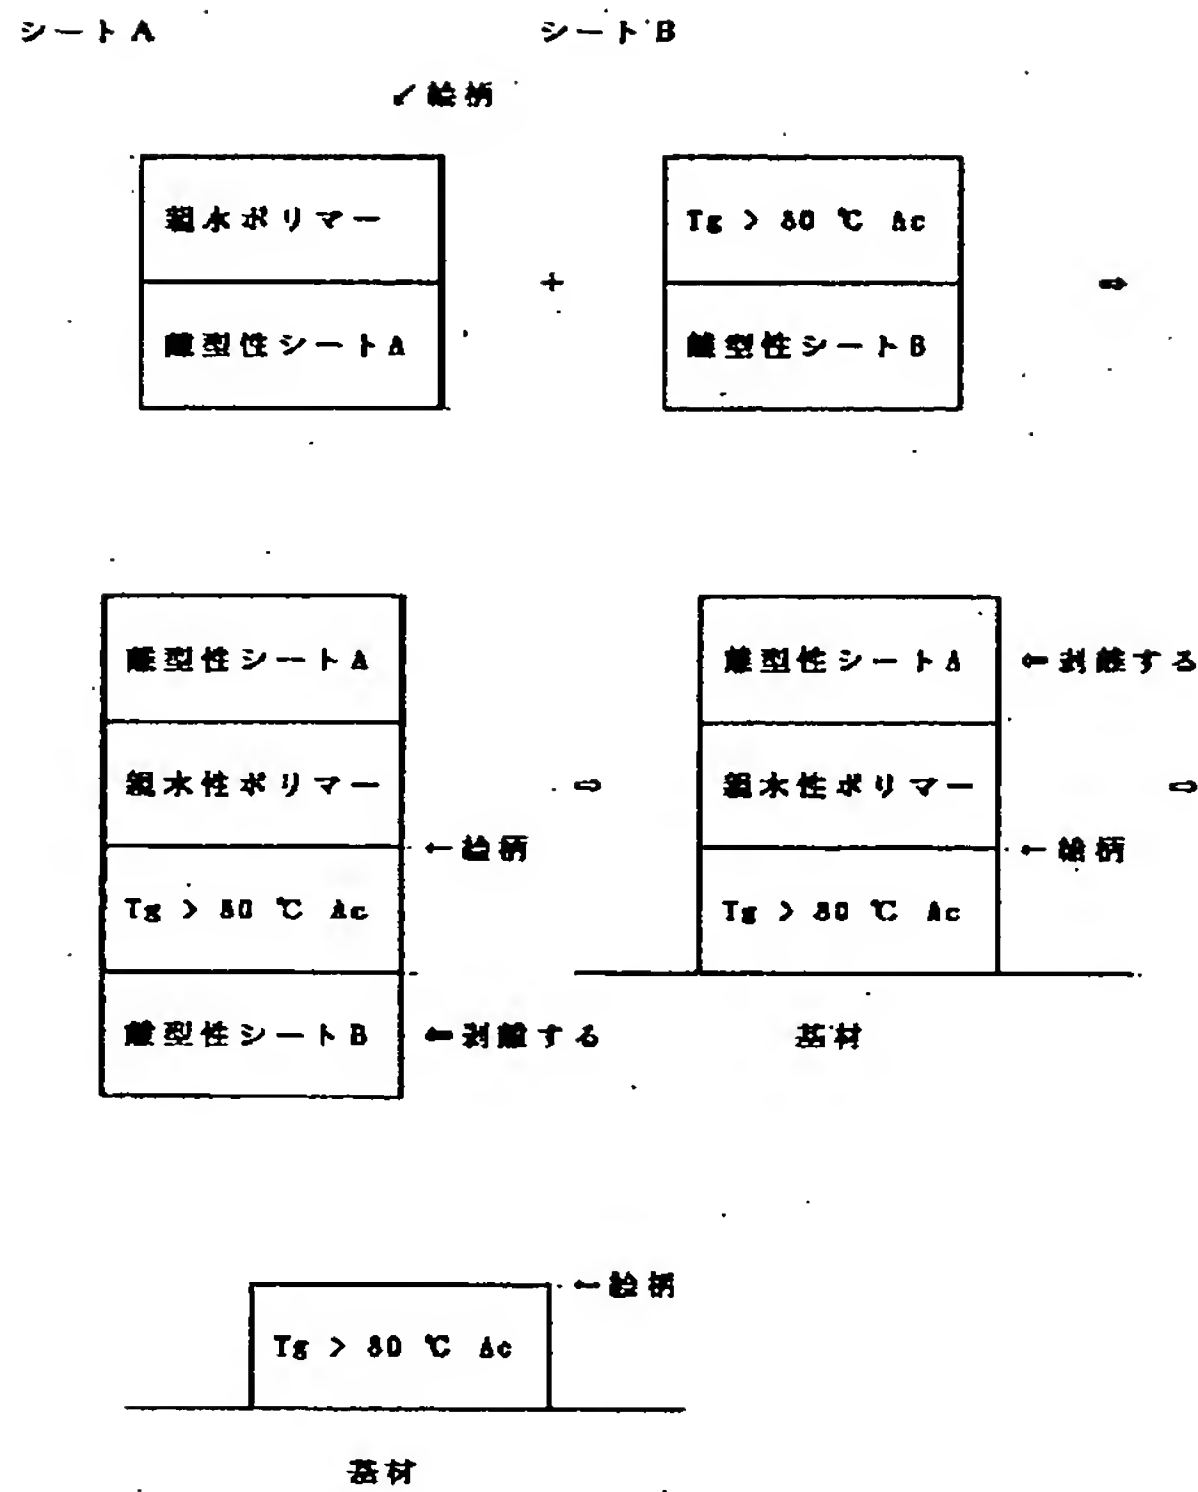 シートA
シートB
↙絵柄
親水ポリマー
離型性シートA
+
Tg > 80 ℃ Ac
離型性シートB
⇒
離型性シートA
親水性ポリマー
←絵柄
Tg > 80 ℃ Ac
離型性シートB
←剥離する
⇒
離型性シートA
←剥離する
親水性ポリマー
←絵柄
Tg > 80 ℃ Ac
基材
⇒
←絵柄
Tg > 80 ℃ Ac
基材